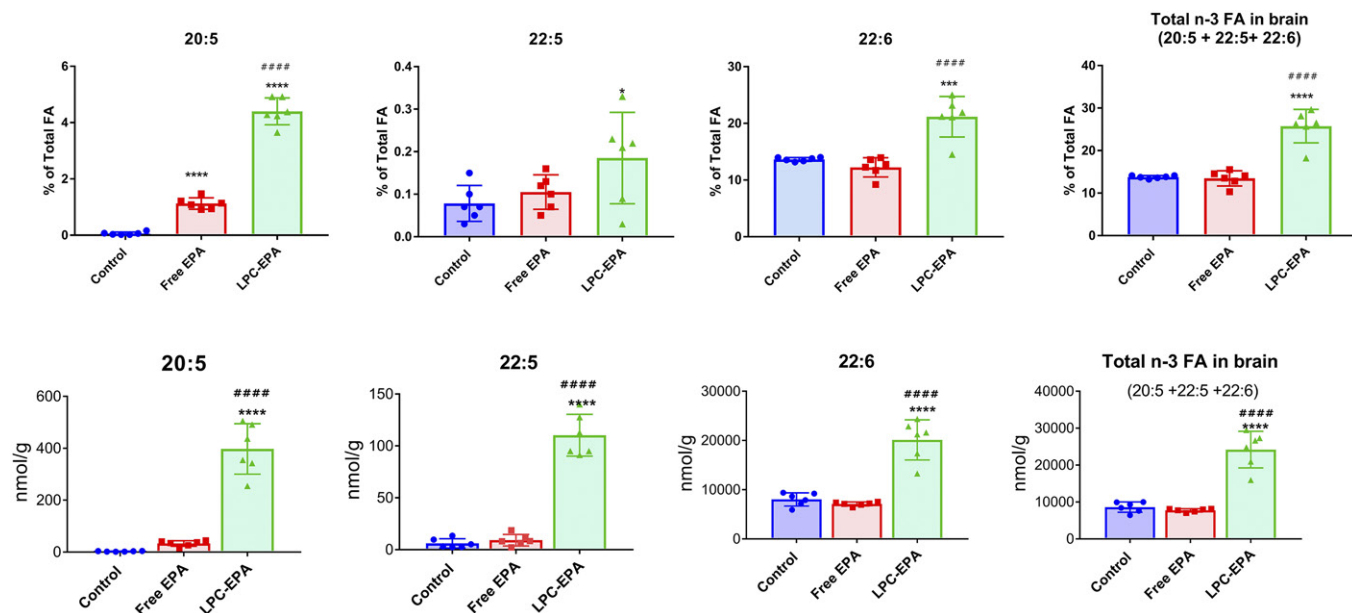 20:5
% of Total FA
6
4
2
0
####
****
****
Control
Free EPA
LPC-EPA
22:5
% of Total FA
0.4
0.3
0.2
0.1
0.0
*
Control
Free EPA
LPC-EPA
22:6
% of Total FA
30
20
10
0
####
***
Control
Free EPA
LPC-EPA
Total n-3 FA in brain
(20:5 + 22:5+ 22:6)
% of Total FA
40
30
20
10
0
####
****
Control
Free EPA
LPC-EPA
20:5
nmol/g
600
400
200
0
####
****
Control
Free EPA
LPC-EPA
22:5
nmol/g
150
100
50
0
####
****
Control
Free EPA
LPC-EPA
22:6
nmol/g
30000
20000
10000
0
####
****
Control
Free EPA
LPC-EPA
Total n-3 FA in brain
(20:5 +22:5 +22:6)
nmol/g
40000
30000
20000
10000
0
####
****
Control
Free EPA
LPC-EPA